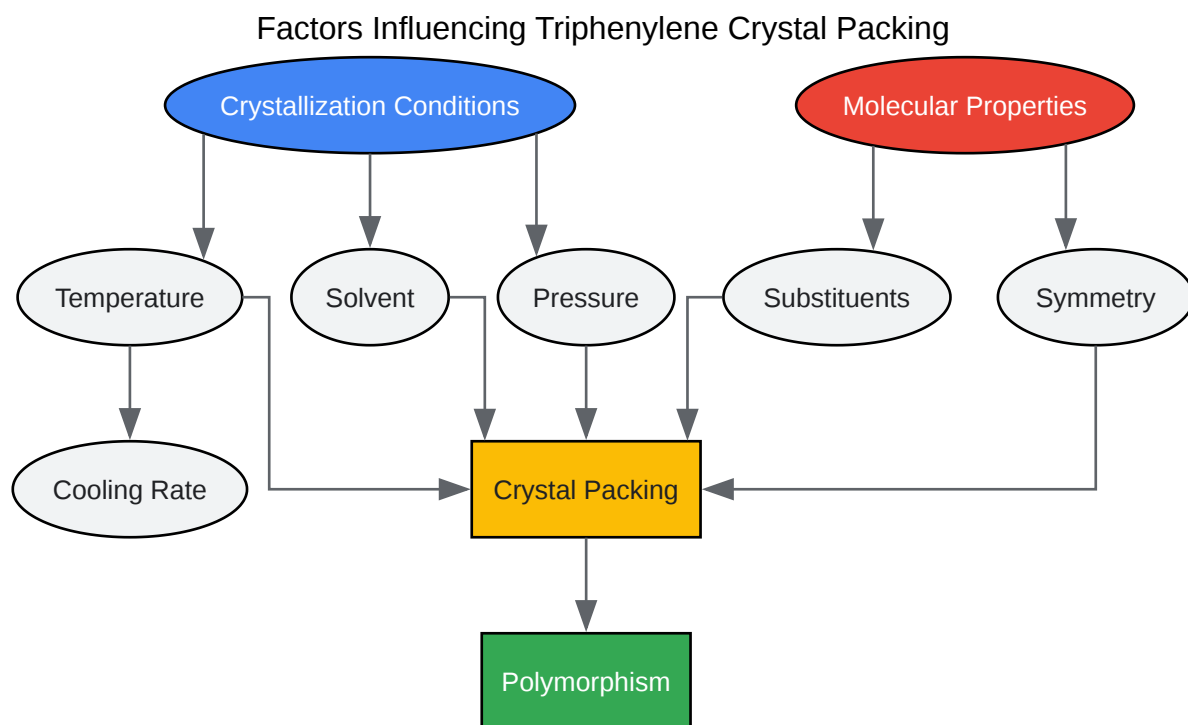 Factors Influencing Triphenylene Crystal Packing
Crystallization Conditions
Molecular Properties
Temperature
Solvent
Pressure
Substituents
Symmetry
Cooling Rate
Crystal Packing
Polymorphism